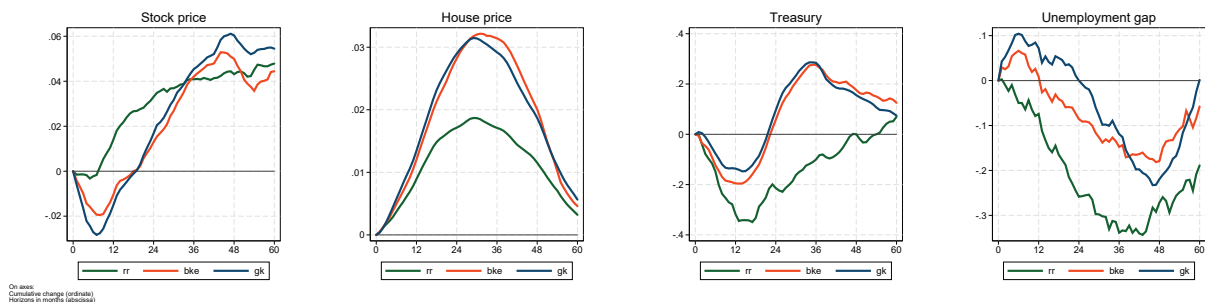 Stock price
.06
.04
.02
0
-.02
0 12 24 36 48 60
rr bke gk
House price
.03
.02
.01
0
0 12 24 36 48 60
rr bke gk
Treasury
.4
.2
0
-.2
-.4
0 12 24 36 48 60
rr bke gk
Unemployment gap
.1
0
-.1
-.2
-.3
0 12 24 36 48 60
rr bke gk
On axes:
Cumulative change (ordinate)
Horizons in months (abscissa)